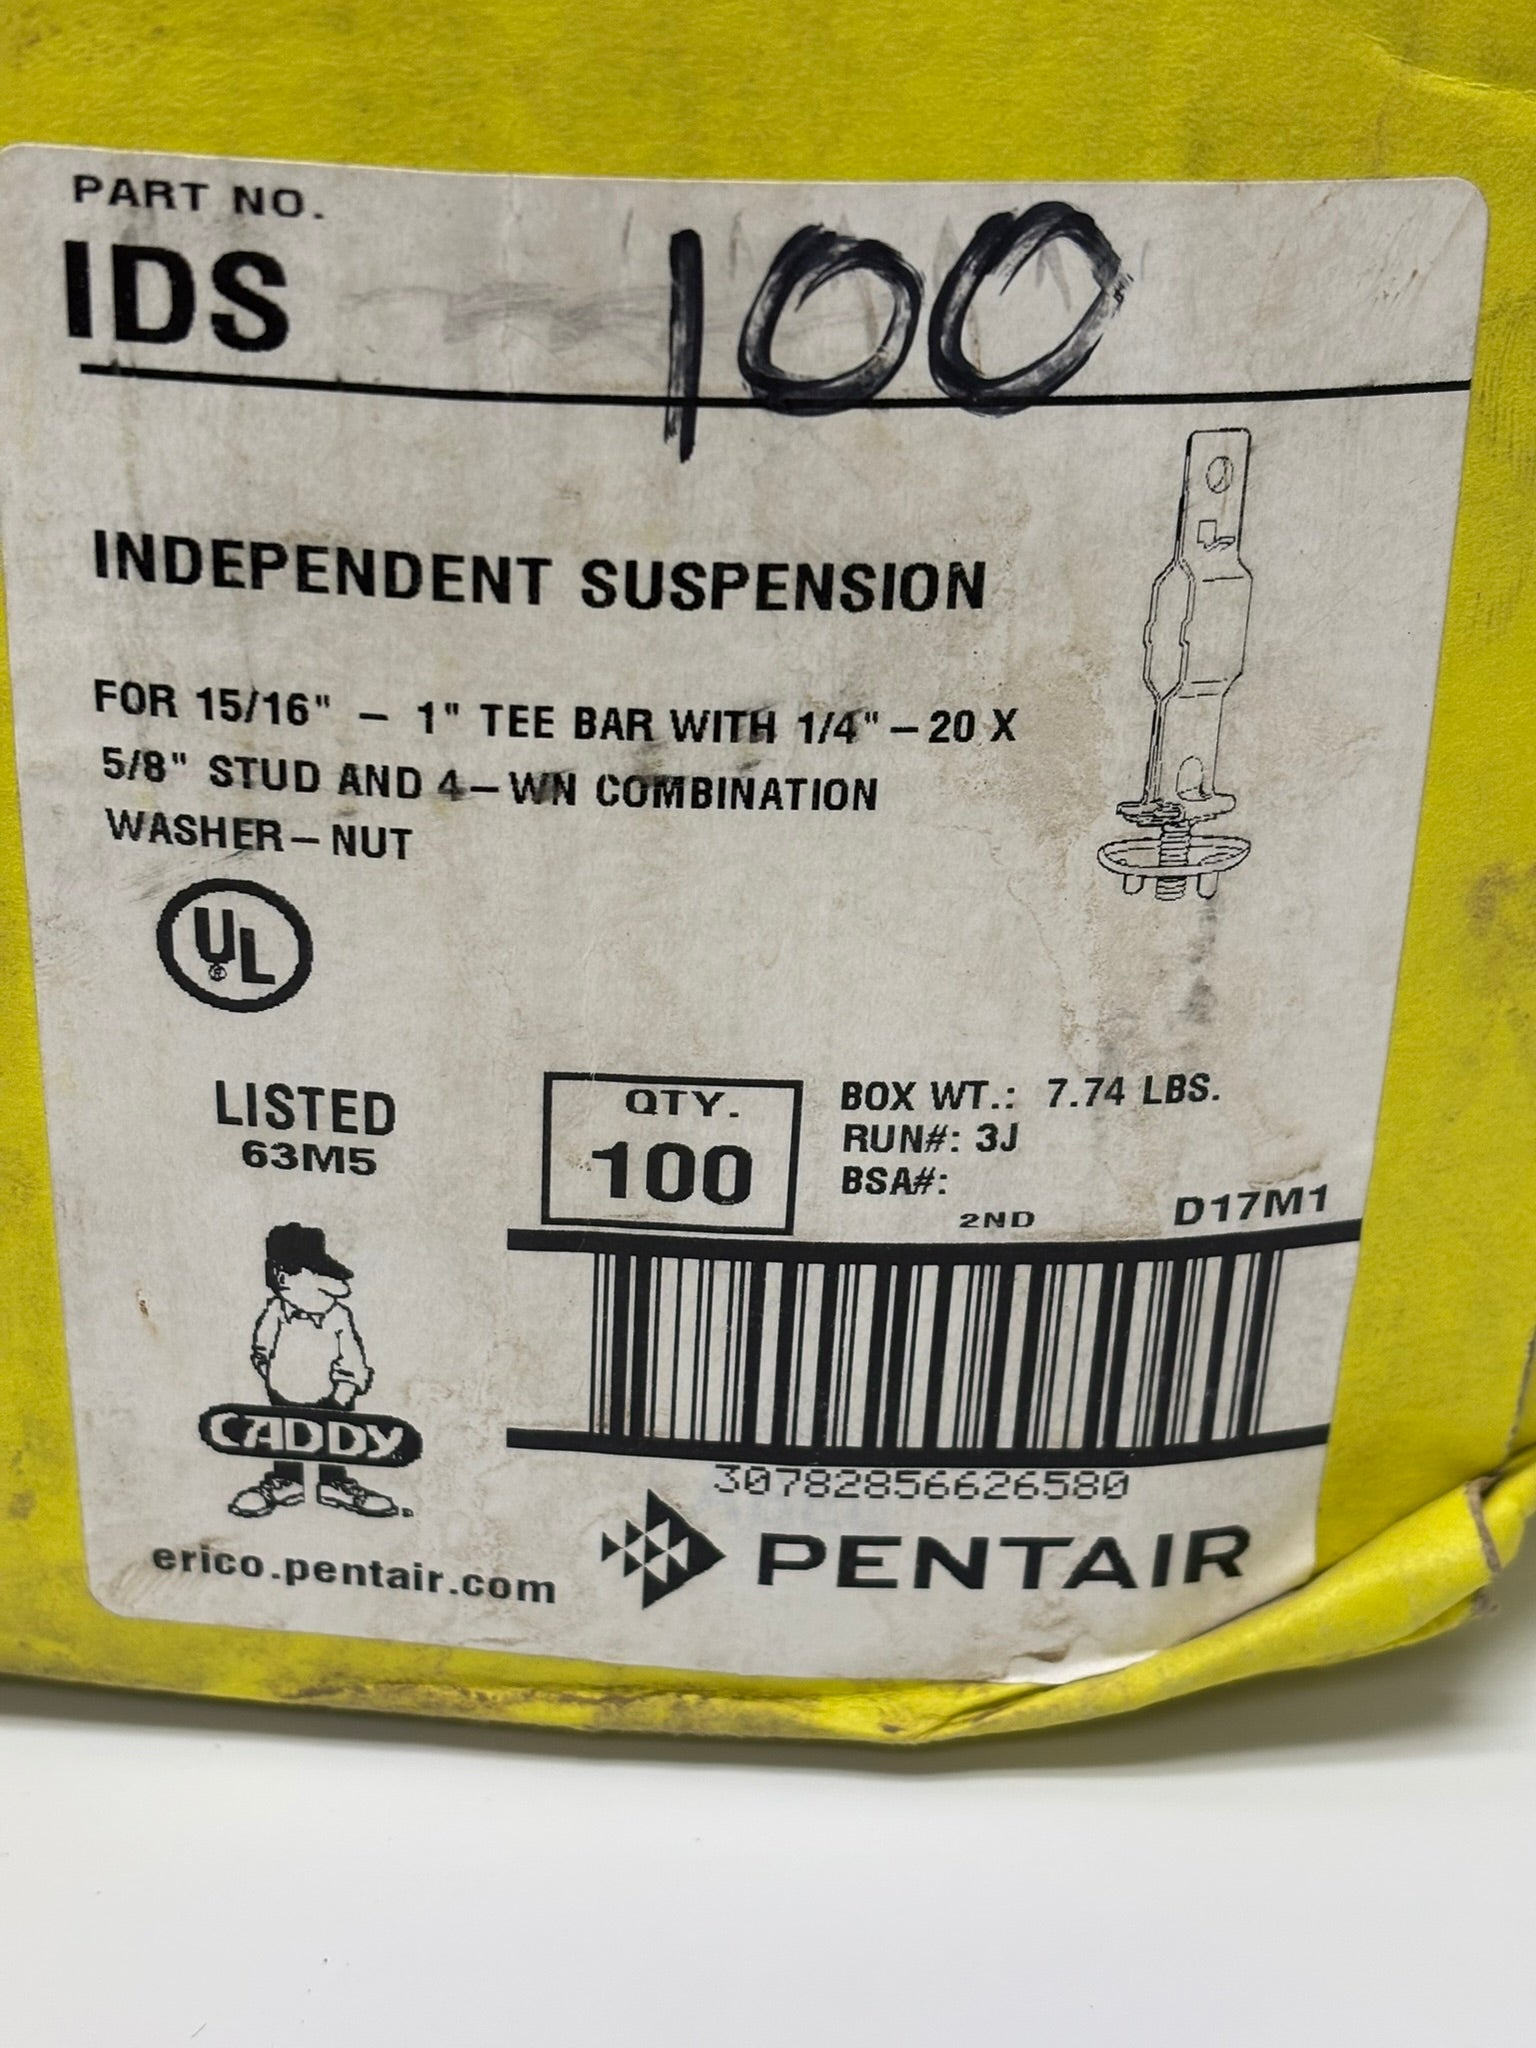 PART NO.
IDS 100
INDEPENDENT SUSPENSION
FOR 15/16" – 1" TEE BAR WITH 1/4" – 20 X
5/8" STUD AND 4–WN COMBINATION
WASHER–NUT
UL
®
LISTED
63M5
QTY.
100
BOX WT.: 7.74 LBS.
RUN#: 3J
BSA#:
2ND D17M1
30782856626580
CADDY
erico.pentair.com
PENTAIR